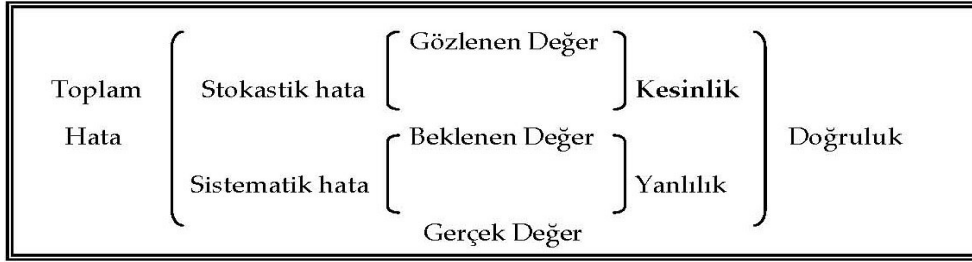 Gözlenen Değer
Toplam Stokastik hata Kesinlik
Hata Beklenen Değer Doğruluk
Sistematik hata Yanlılık
Gerçek Değer